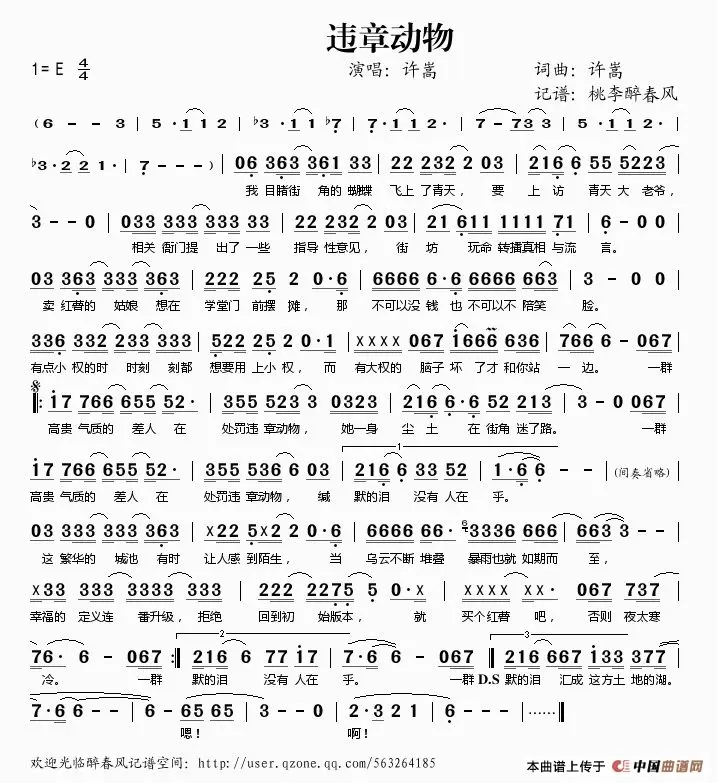 违章动物
1= E 4/4 演唱：许嵩 词曲：许嵩
记谱：桃李醉春风
(6 - - 3 | 5 · 1 1 2 | ♭3 · 1 1 ♭7 | 7 · 1 1 2 · | 7 - 7 3 3 | 5 · 1 1 2 · |
♭3 · 2 2 1 · | 7 - - - ) | 06 363 361 33 | 22 232 2 03 | 216 6 55 5223 |
我 目睹街 角的 蝴蝶 飞上 了青天， 要 上 访 青天 大 老爷，
3 - - 0 | 033 333 333 33 | 22 232 2 03 | 21 611 1111 71 | 6 - 0 0 |
相关 衙门提 出了 一些 指导 性意见， 街 坊 玩命 转播真相 与流 言。
03 363 333 363 | 222 25 2 0·6 | 6666 6·6 6666 663 | 3 - 0 0 |
卖 红薯的 姑娘 想在 学堂门 前摆 摊， 那 不可以没 钱 也 不可以不 陪笑 脸。
336 332 233 333 | 522 25 2 0·1 | xxxx 067 1666 636 | 766 6 - 067 |
有点小 权的时 时刻 刻都 想要用 上小 权， 而 有大权的 脑子 坏 了才 和你站 一 边。 一群
𝄋
‖: 17 766 655 52· | 355 523 3 0323 | 216 6·6 52 213 | 3 - 0 067 |
高贵 气质的 差人 在 处罚违 章动物， 她一身 尘 土 在 街角 迷了路。 一群
1
17 766 655 52· | 355 536 6 03 | 216 6 33 52 | 1·6 6 - - | (间奏省略) |
高贵 气质的 差人 在 处罚违 章动物， 缄 默的泪 没有 人在 乎。
03 333 333 363 | x22 5x2 2 0·6 | 6666 66· 63336 666 | 663 3 - - |
这 繁华的 城池 有时 让人感 到陌生， 当 乌云不断 堆叠 暴雨也就 如期而 至，
x33 333 3333 333 | 222 2275 5 0·x | xxxx x 067 737 |
幸福的 定义连 番升级， 拒绝 回到初 始版本， 就 买个红薯 吧， 否则 夜太寒
2 3
76· 6 - 067 :‖ 216 6 77 17 | 7·6 6 - 067 ‖ 216 667 133 377 |
冷。 一群 默的泪 没有 人在 乎。 一群 D.S 默的泪 汇成 这方土 地的湖。
7·6 6 - - | 6 - 6 5 | 3 - - 0 | 2·3 2 1 | 6 - - - | …… ‖
嗯！ 啊！
欢迎光临醉春风记谱空间：http://user.qzone.qq.com/563264185
本曲谱上传于 中国曲谱网